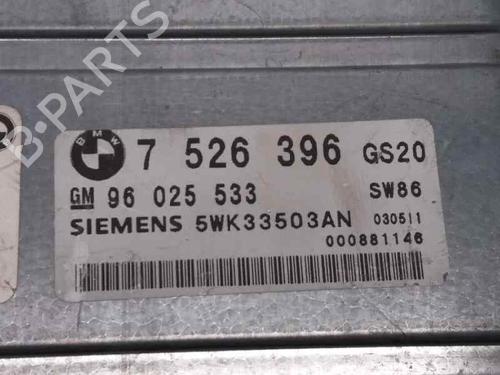 BMW
7 526 396 GS20
GM 96 025 533 SW86
SIEMENS 5WK33503AN 030511
000881146
B-PARTS